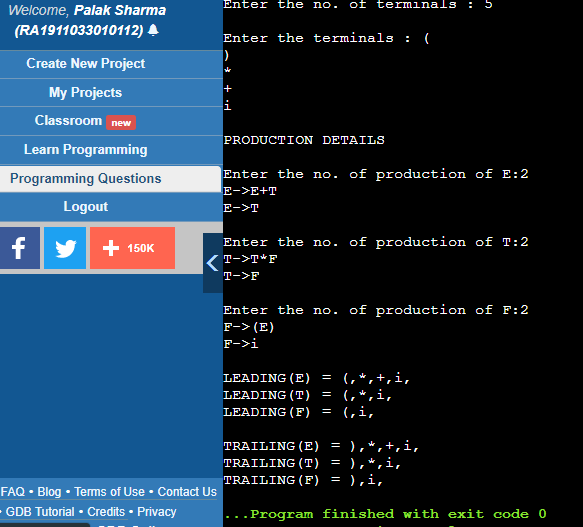 Welcome, Palak Sharma
(RA1911033010112)
Create New Project
My Projects
Classroom new
Learn Programming
Programming Questions
Logout
150K
FAQ • Blog • Terms of Use • Contact Us
• GDB Tutorial • Credits • Privacy
Enter the no. of terminals : 5
Enter the terminals : (
)
*
+
i
PRODUCTION DETAILS
Enter the no. of production of E:2
E->E+T
E->T
Enter the no. of production of T:2
T->T*F
T->F
Enter the no. of production of F:2
F->(E)
F->i
LEADING(E) = (,*,+,i,
LEADING(T) = (,*,i,
LEADING(F) = (,i,
TRAILING(E) = ),*,+,i,
TRAILING(T) = ),*,i,
TRAILING(F) = ),i,
...Program finished with exit code 0